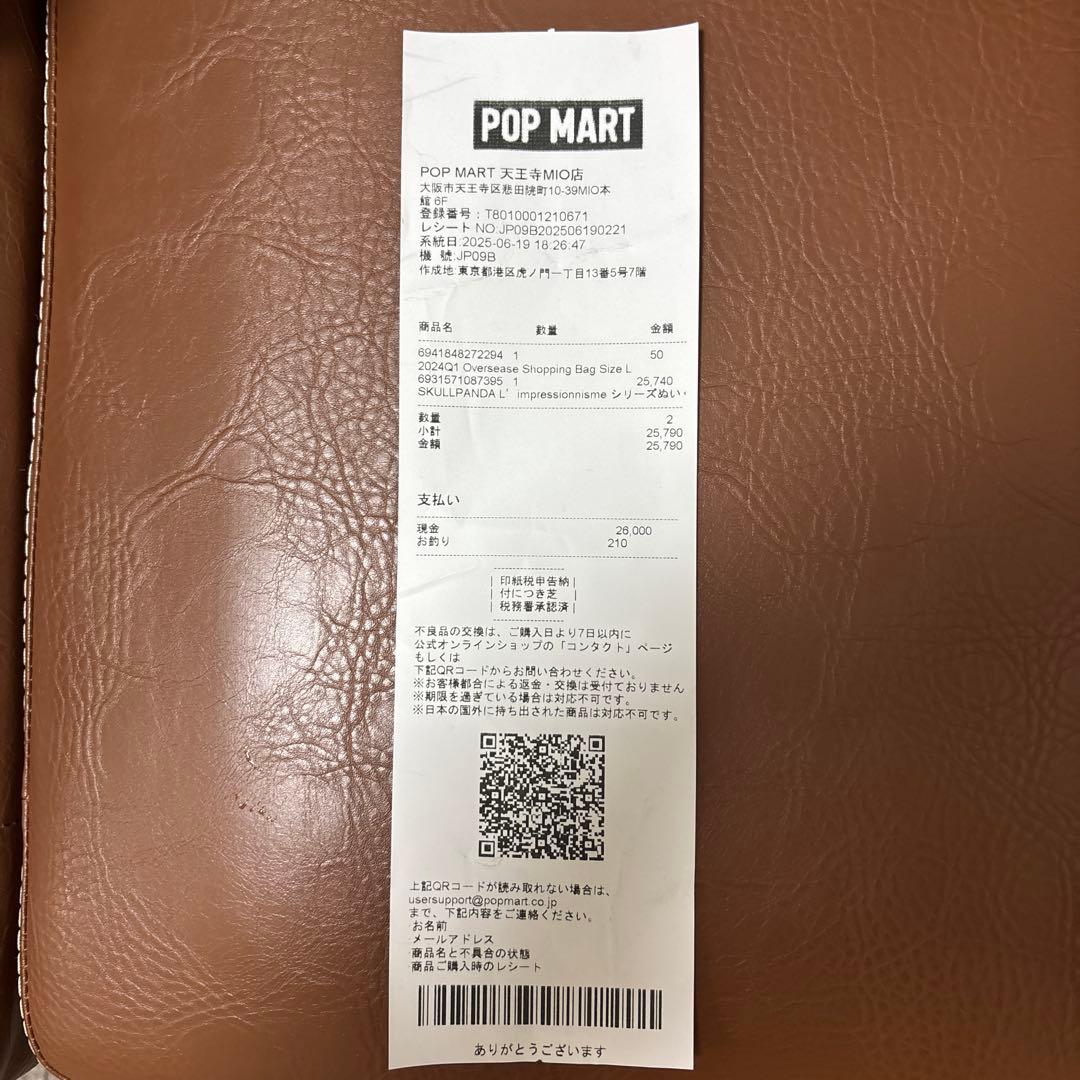 POP MART
POP MART 天王寺MIO店
大阪市天王寺区悲田院町10-39MIO本
館 6F
登録番号：T8010001210671
レシート NO:JP09B202506190221
系統日:2025-06-19 18:26:47
機 號:JP09B
作成地:東京都港区虎ノ門一丁目13番5号7階
商品名 数量 金額
6941848272294 1 50
2024Q1 Oversease Shopping Bag Size L
6931571087395 1 25,740
SKULLPANDA L' impressionnisme シリーズぬい
数量 2
小計 25,790
金額 25,790
支払い
現金 26,000
お釣り 210
| 印紙税申告納 |
| 付につき芝 |
| 税務署承認済 |
不良品の交換は、ご購入日より7日以内に
公式オンラインショップの「コンタクト」ページ
もしくは
下記QRコードからお問い合わせください。
※お客様都合による返金・交換は受付ておりません
※期限を過ぎている場合は対応不可です。
※日本の国外に持ち出された商品は対応不可です。
上記QRコードが読み取れない場合は、
usersupport@popmart.co.jp
まで、下記内容をご連絡ください。
お名前
メールアドレス
商品名と不具合の状態
商品ご購入時のレシート
ありがとうございます